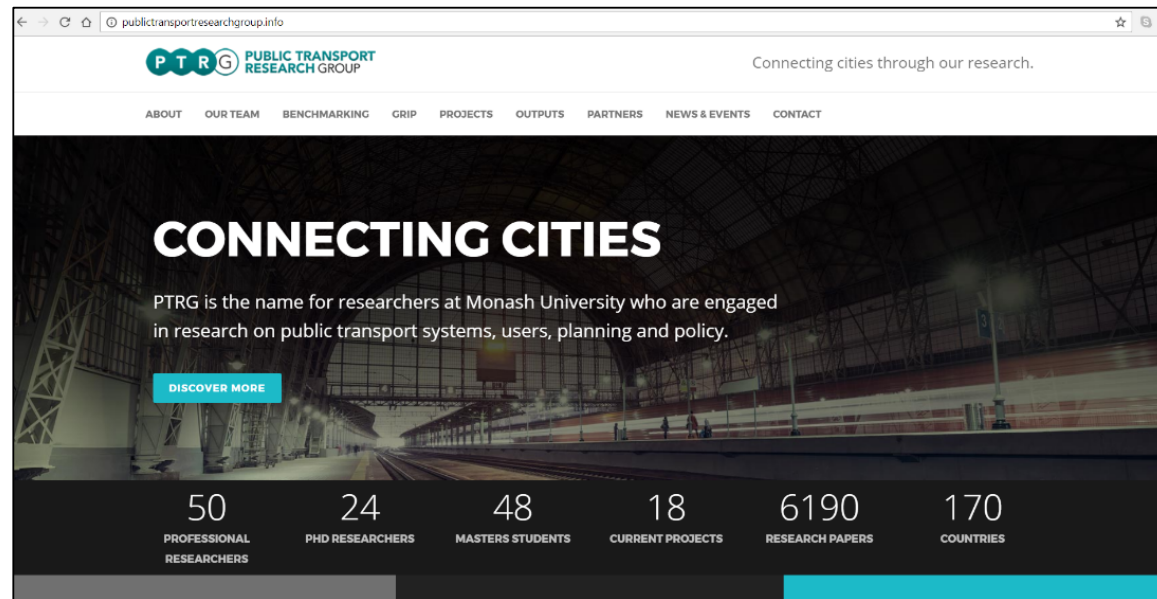 publictransportresearchgroup.info
PTRG PUBLIC TRANSPORT
RESEARCH GROUP
Connecting cities through our research.
ABOUT OUR TEAM BENCHMARKING GRIP PROJECTS OUTPUTS PARTNERS NEWS & EVENTS CONTACT
CONNECTING CITIES
PTRG is the name for researchers at Monash University who are engaged
in research on public transport systems, users, planning and policy.
DISCOVER MORE
50 24 48 18 6190 170
PROFESSIONAL PHD RESEARCHERS MASTERS STUDENTS CURRENT PROJECTS RESEARCH PAPERS COUNTRIES
RESEARCHERS